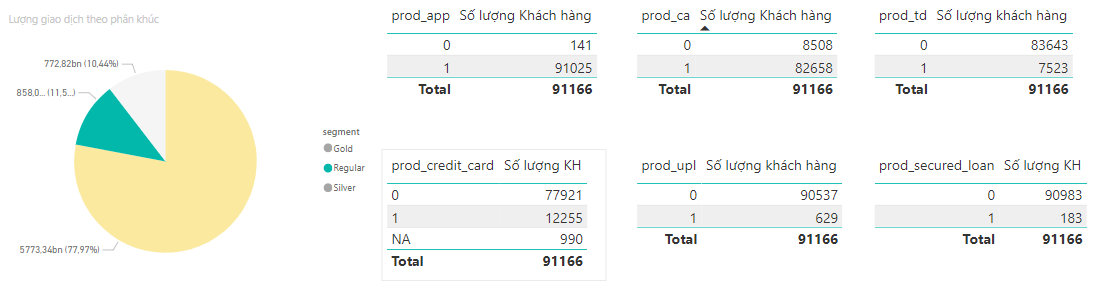 Lượng giao dịch theo phân khúc
772,82bn (10,44%)
858,0... (11,5...)
5773,34bn (77,97%)
segment
Gold
Regular
Silver
prod_app Số lượng Khách hàng
0 141
1 91025
Total 91166
prod_ca Số lượng Khách hàng
0 8508
1 82658
Total 91166
prod_td Số lượng khách hàng
0 83643
1 7523
Total 91166
prod_credit_card Số lượng KH
0 77921
1 12255
NA 990
Total 91166
prod_upl Số lượng khách hàng
0 90537
1 629
Total 91166
prod_secured_loan Số lượng KH
0 90983
1 183
Total 91166